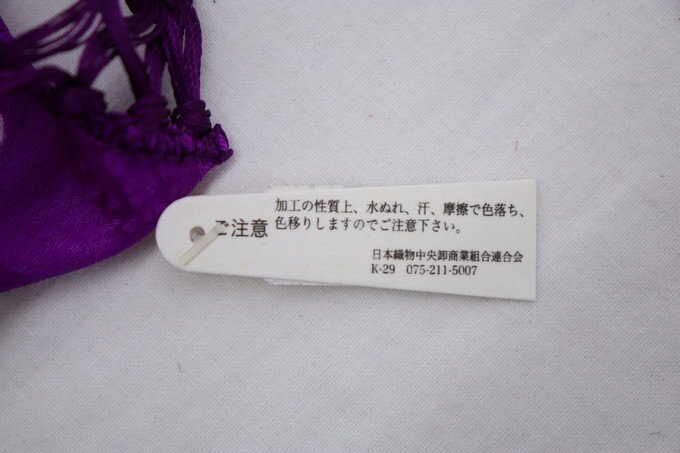 ご注意
加工の性質上、水ぬれ、汗、摩擦で色落ち、
色移りしますのでご注意下さい。
日本織物中央卸商業組合連合会
K-29 075-211-5007